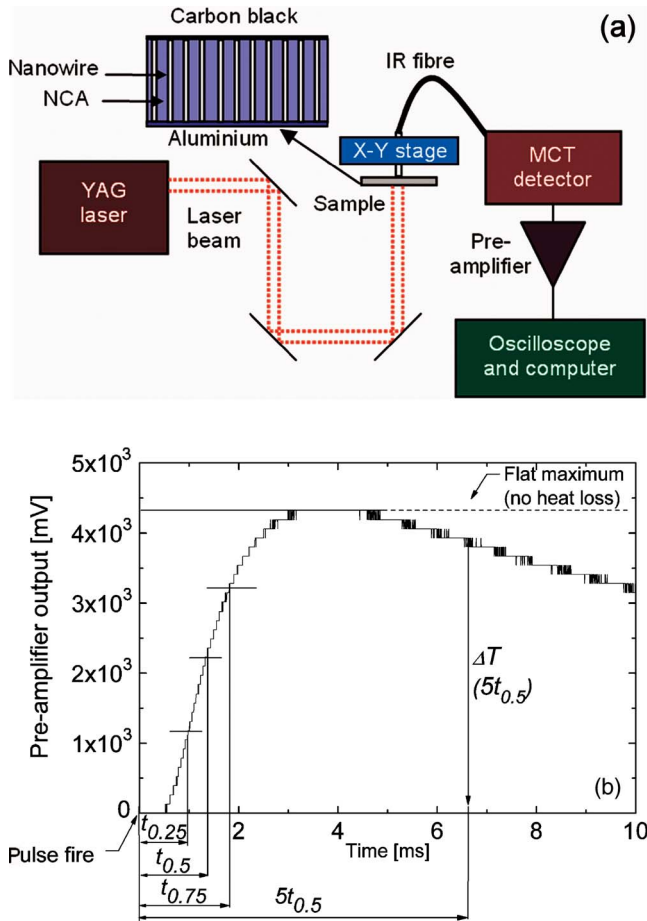 (a)
Carbon black
Nanowire
NCA
Aluminium
IR fibre
X-Y stage
MCT
detector
YAG
laser
Laser
beam
Sample
Pre-
amplifier
Oscilloscope
and computer
5x10³
4x10³
3x10³
2x10³
1x10³
0
Pre-amplifier output [mV]
Flat maximum
(no heat loss)
ΔT
(5t0.5)
(b)
2
4
6
8
10
Time [ms]
Pulse fire
t0.25
t0.5
t0.75
5t0.5